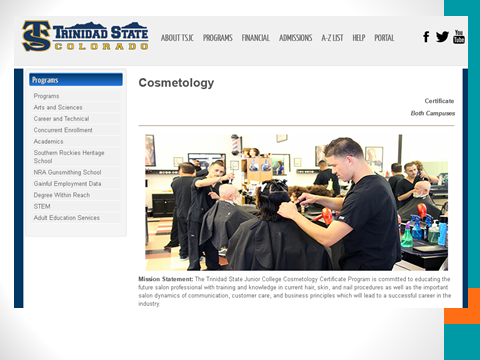 TS TRINIDAD STATE
COLORADO
ABOUT TSJC PROGRAMS FINANCIAL ADMISSIONS A-Z LIST HELP PORTAL
You
Tube
Programs
Programs
Arts and Sciences
Career and Technical
Concurrent Enrollment
Academics
Southern Rockies Heritage
School
NRA Gunsmithing School
Gainful Employment Data
Degree Within Reach
STEM
Adult Education Services
Cosmetology
Certificate
Both Campuses
Mission Statement: The Trinidad State Junior College Cosmetology Certificate Program is committed to educating the
future salon professional with training and knowledge in current hair, skin, and nail procedures as well as the important
salon dynamics of communication, customer care, and business principles which will lead to a successful career in the
industry.